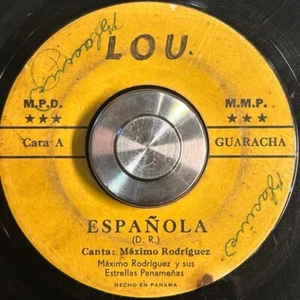 LOU.
M.P.D.
★★★
M.M.P.
★★★
Cara A
GUARACHA
ESPAÑOLA
(D. R.)
Canta: Máximo Rodríguez
Máximo Rodríguez y sus
Estrellas Panameñas
HECHO EN PANAMA